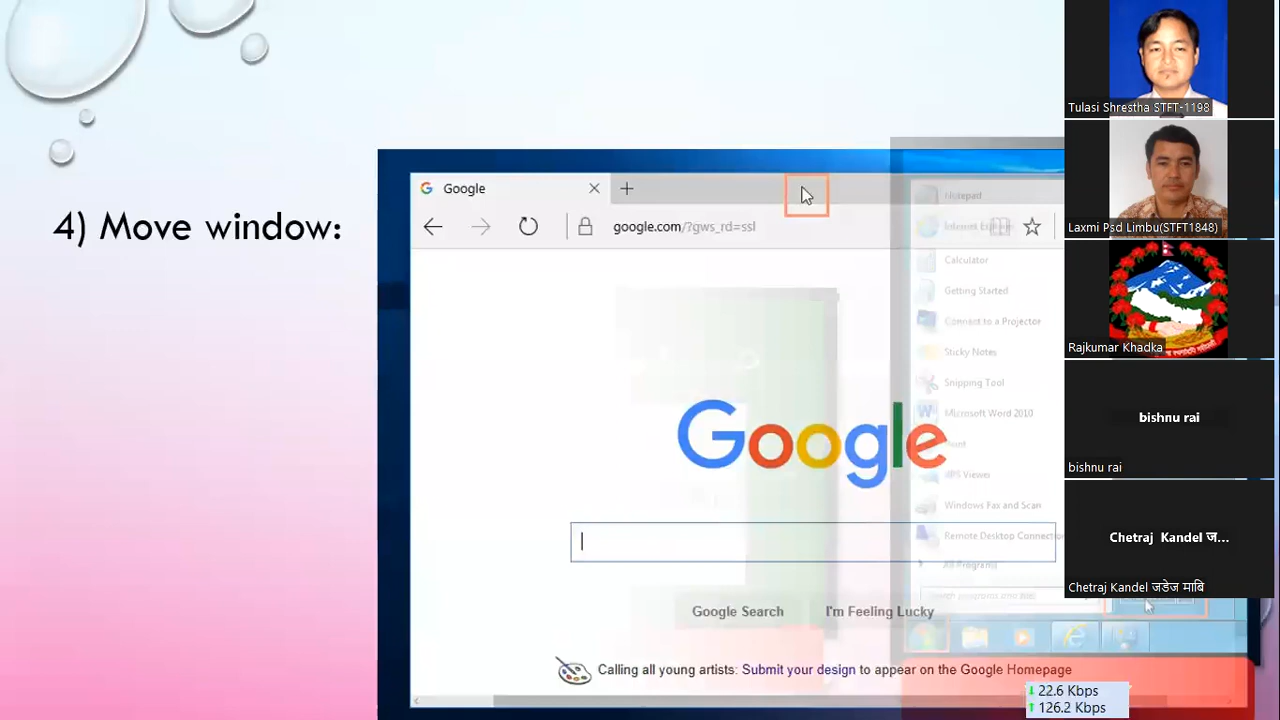 4) Move window:
Google
google.com/?gws_rd=ssl
Google
Google Search
I'm Feeling Lucky
Calling all young artists: Submit your design to appear on the Google Homepage
Notepad
Calculator
Getting Started
Connect to a Projector
Sticky Notes
Snipping Tool
Microsoft Word 2010
XPS Viewer
Windows Fax and Scan
Remote Desktop Connection
All Programs
Tulasi Shrestha STFT-1198
Laxmi Psd Limbu(STFT1848)
Rajkumar Khadka
bishnu rai
bishnu rai
Chetraj Kandel ज...
Chetraj Kandel जडेज माबि
22.6 Kbps
126.2 Kbps